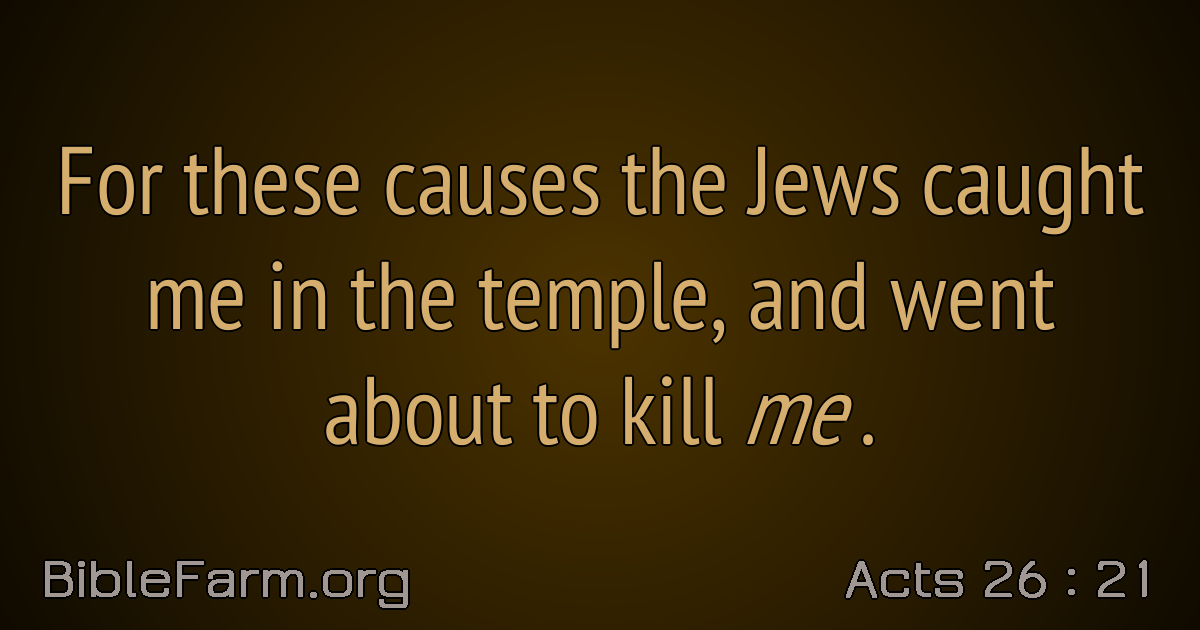 For these causes the Jews caught
me in the temple, and went
about to kill me .
BibleFarm.org
Acts 26 : 21